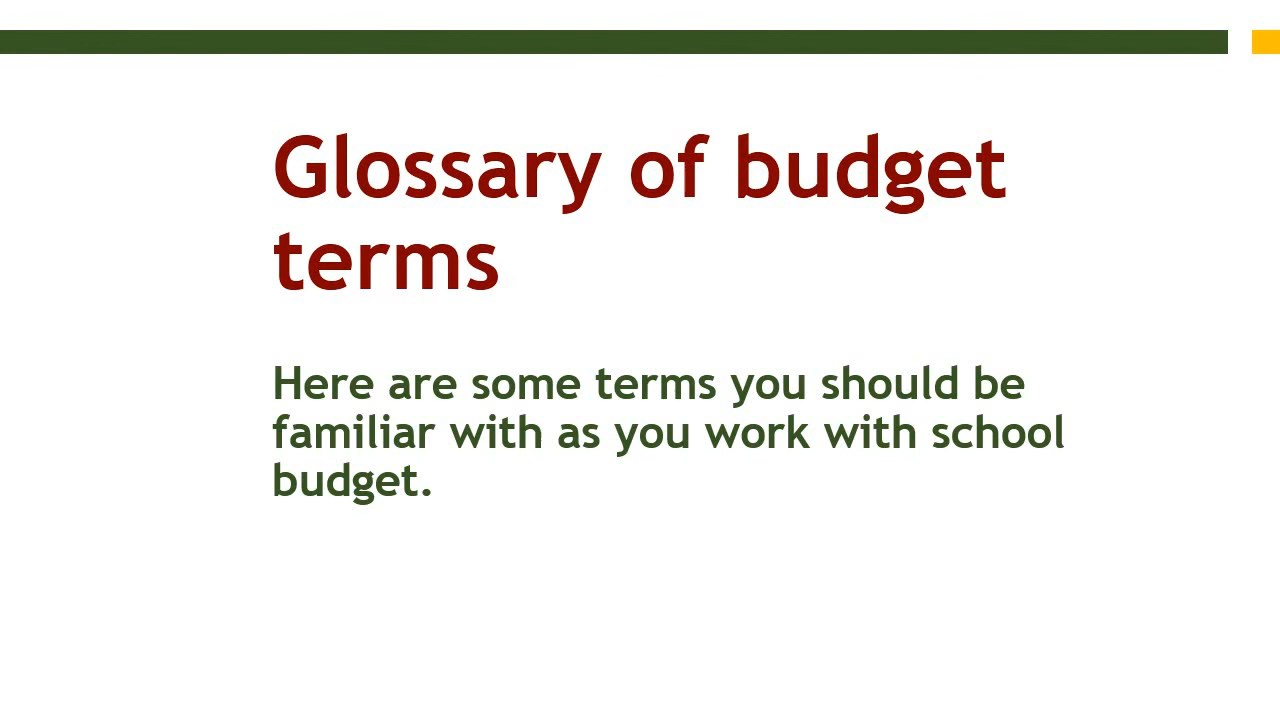 Glossary of budget
terms
Here are some terms you should be
familiar with as you work with school
budget.